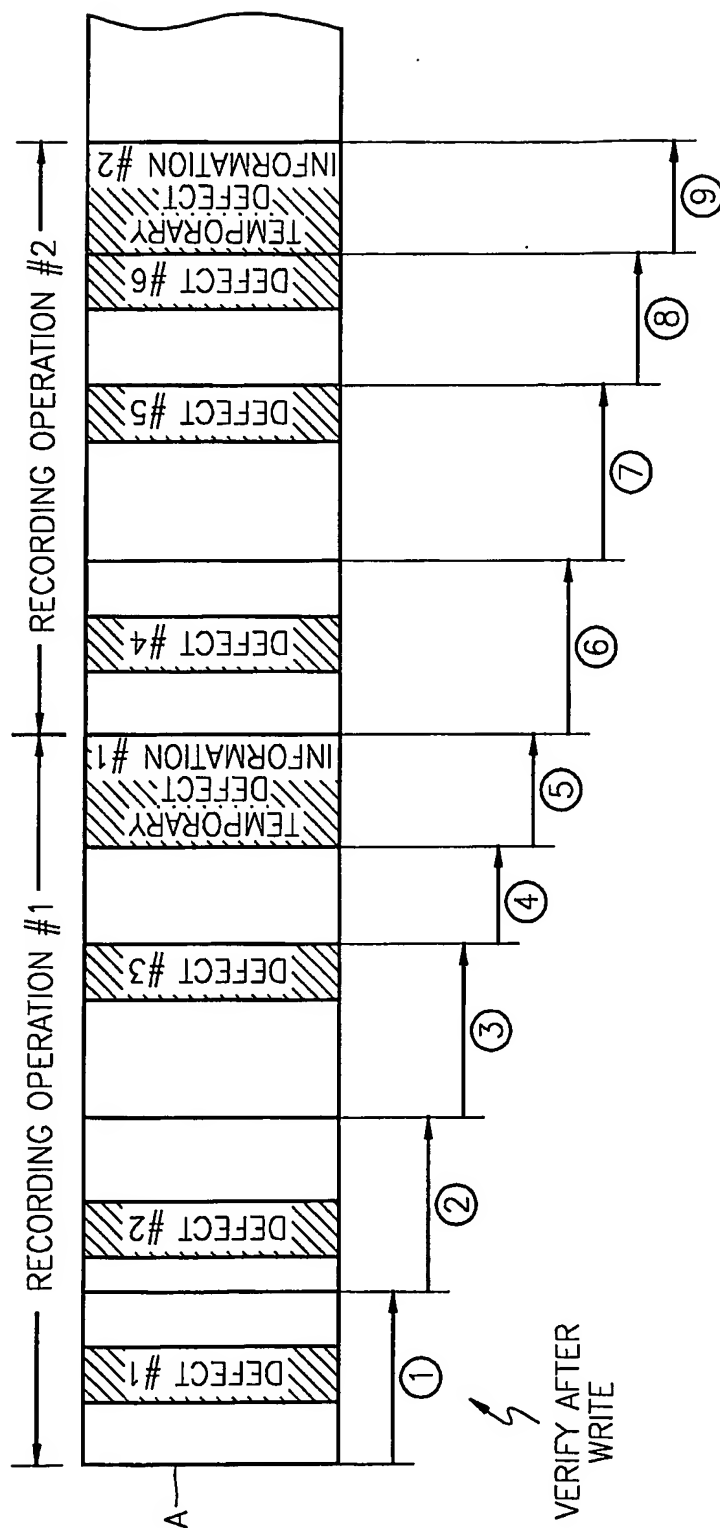 RECORDING OPERATION #1
RECORDING OPERATION #2
DEFECT #1
DEFECT #2
DEFECT #3
TEMPORARY
DEFECT
INFORMATION #1
DEFECT #4
DEFECT #5
DEFECT #6
TEMPORARY
DEFECT
INFORMATION #2
A
①
②
③
④
⑤
⑥
⑦
⑧
⑨
VERIFY AFTER
WRITE